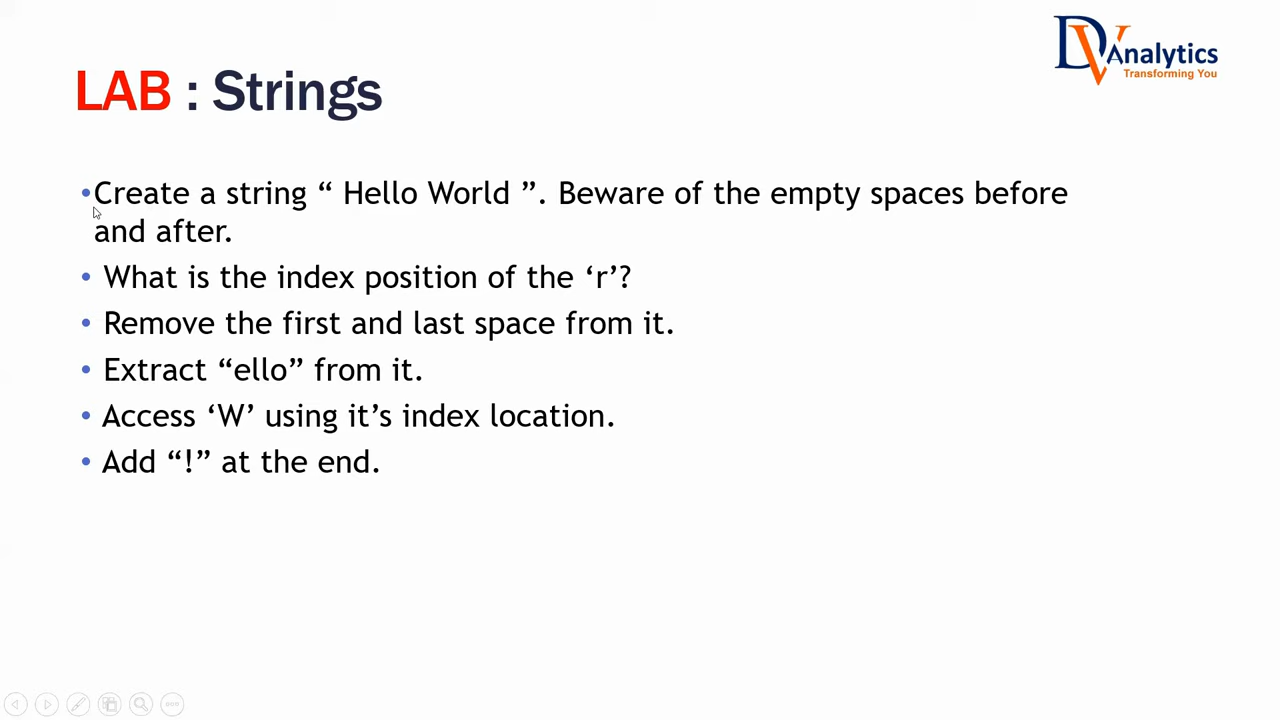 DV Analytics
Transforming You
LAB : Strings
•Create a string “ Hello World ”. Beware of the empty spaces before
and after.
• What is the index position of the ‘r’?
• Remove the first and last space from it.
• Extract “ello” from it.
• Access ‘W’ using it’s index location.
• Add “!” at the end.